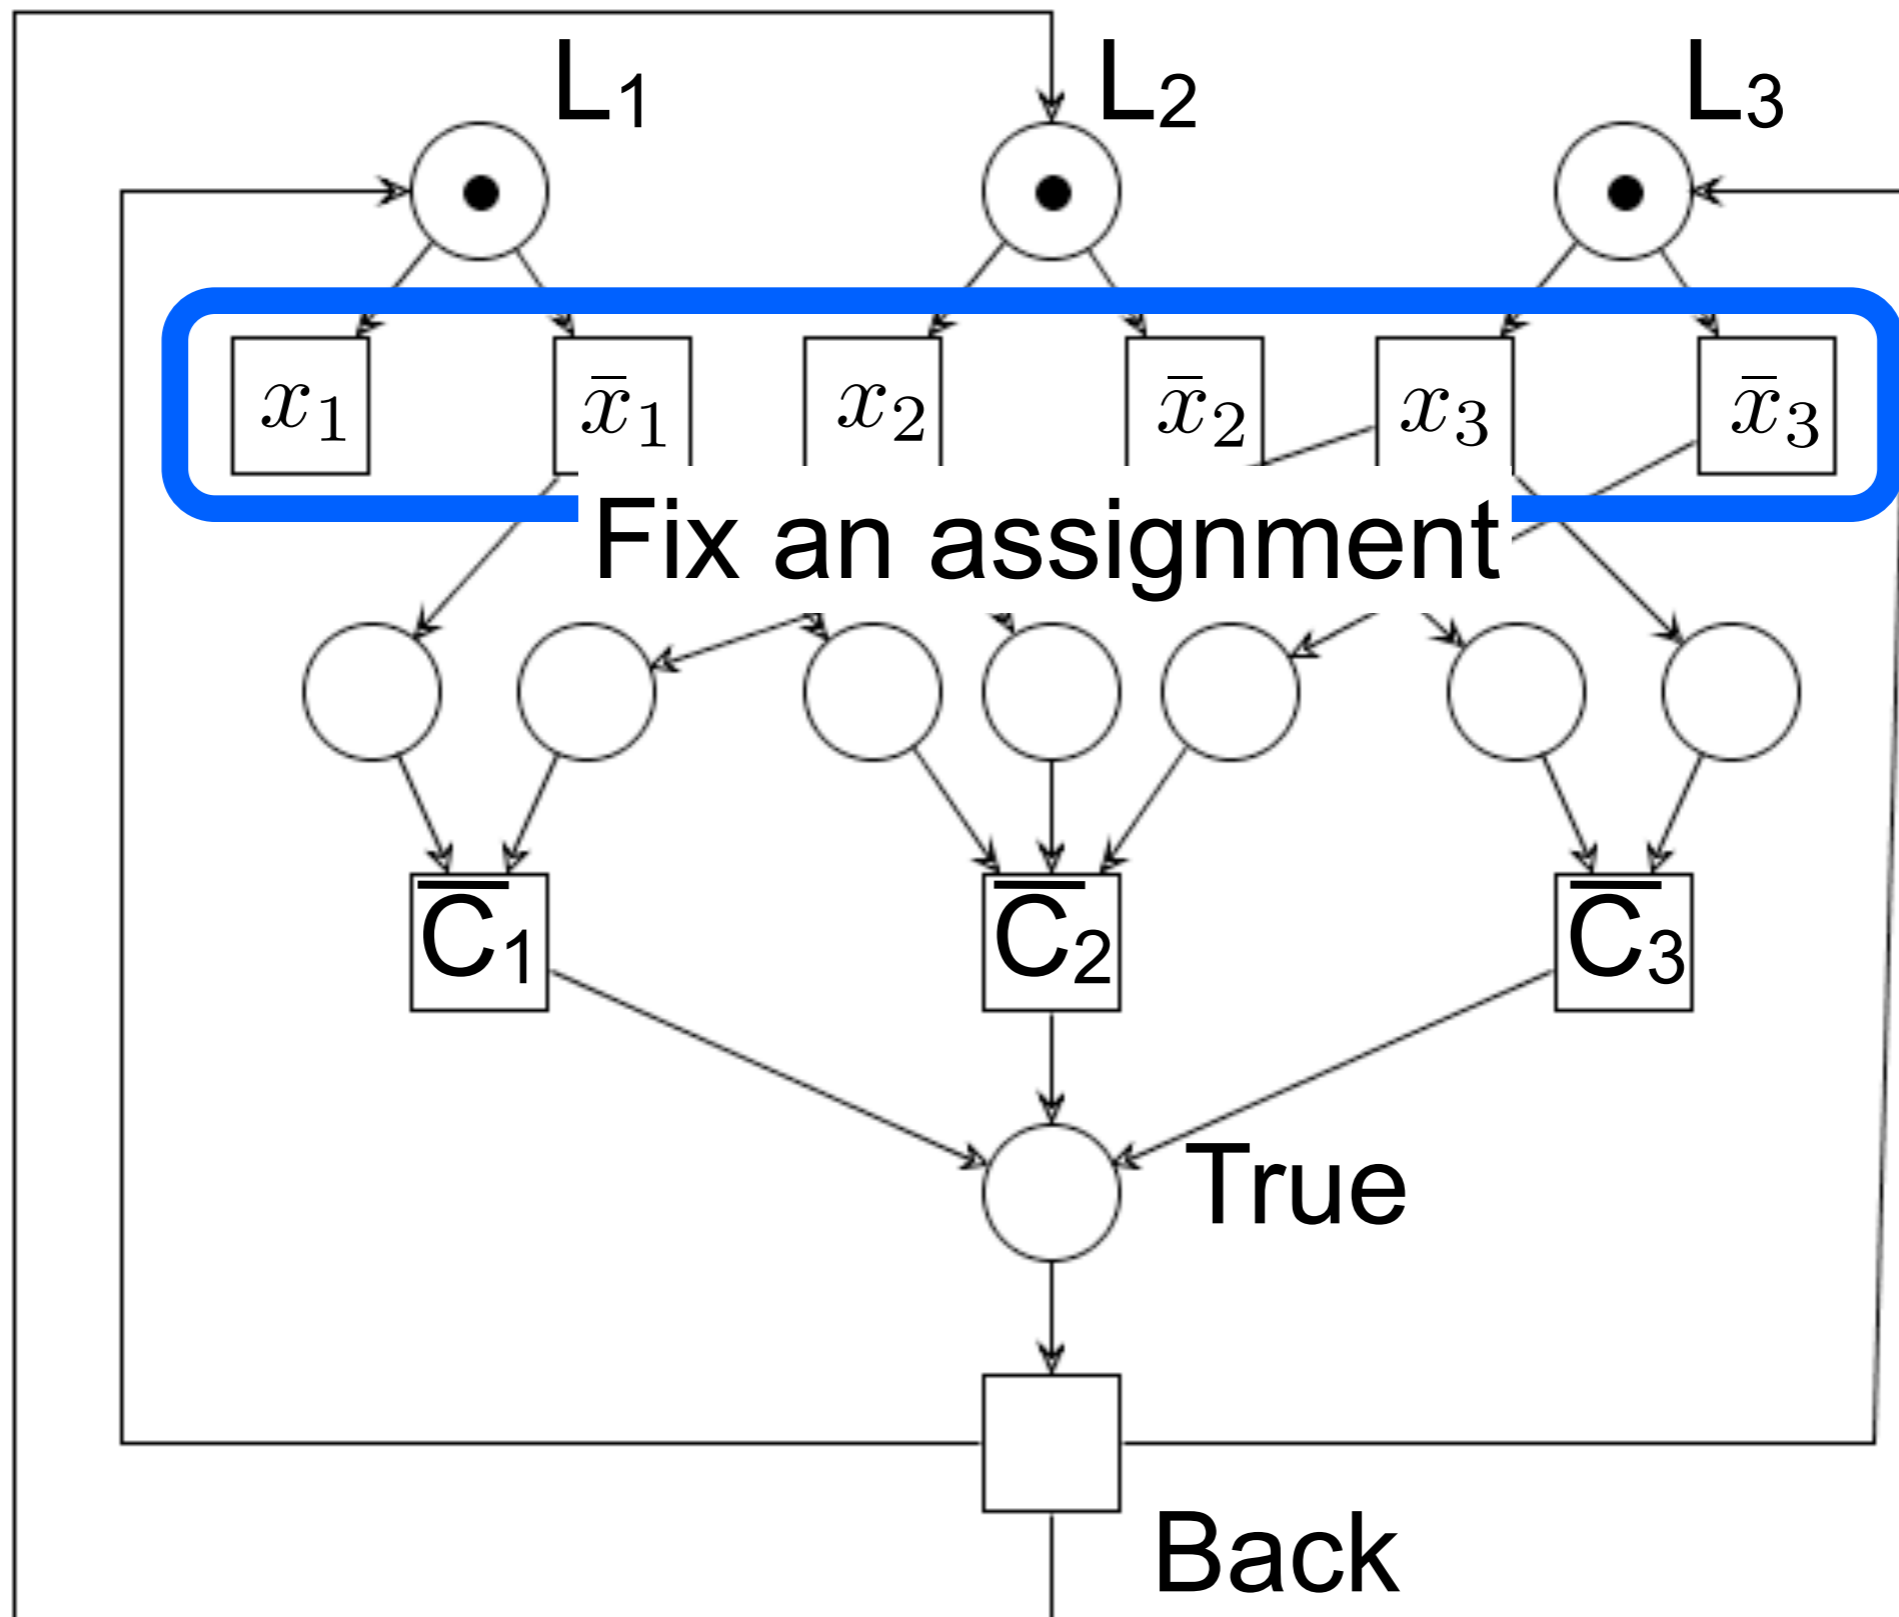 L₁ L₂ L₃
x₁ x̄₁ x₂ x̄₂ x₃ x̄₃
Fix an assignment
C̅₁ C̅₂ C̅₃
True
Back